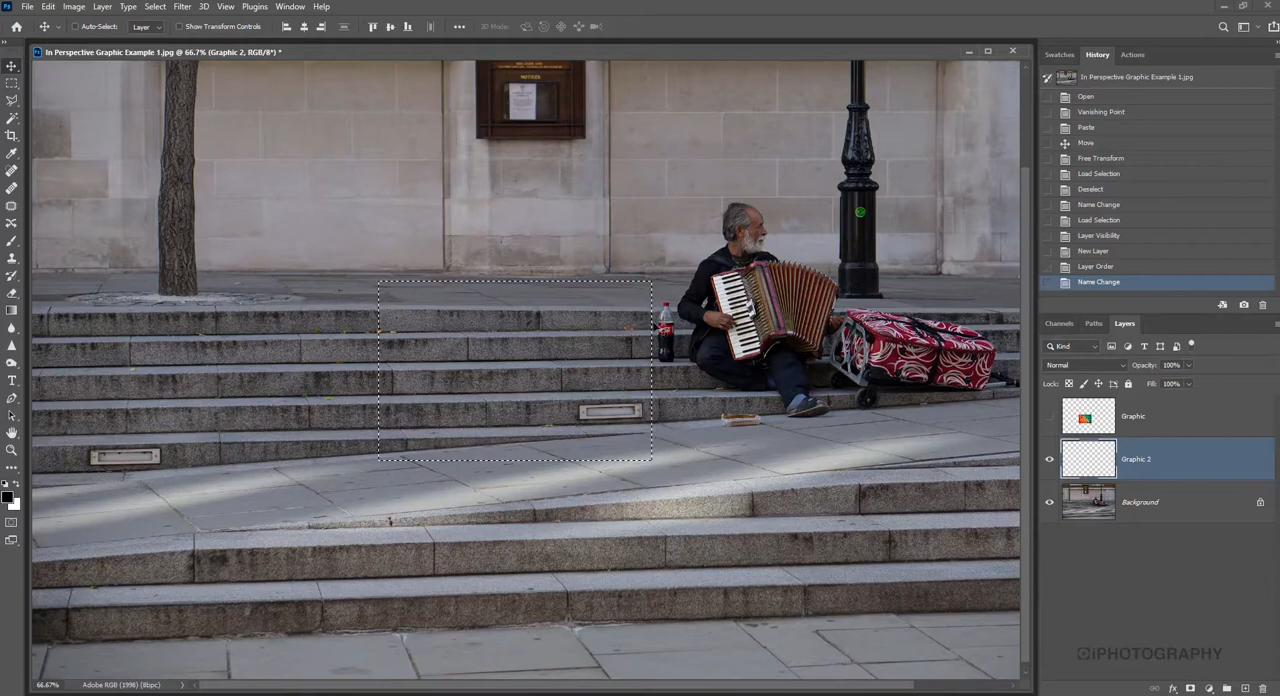 File Edit Image Layer Type Select Filter 3D View Plugins Window Help
Auto-Select: Layer Show Transform Controls 3D Mode:
In Perspective Graphic Example 1.jpg @ 66.7% (Graphic 2, RGB/8*) *
NOTICES
66.67% Adobe RGB (1998) (8bpc)
Swatches History Actions
In Perspective Graphic Example 1.jpg
Open
Vanishing Point
Paste
Move
Free Transform
Load Selection
Deselect
Name Change
Load Selection
Layer Visibility
New Layer
Layer Order
Name Change
Channels Paths Layers
Kind
Normal Opacity: 100%
Lock: Fill: 100%
Graphic
Graphic 2
Background
iPHOTOGRAPHY